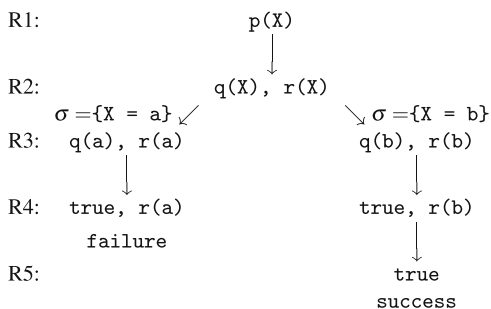 R1: p(X)
R2: q(X), r(X)
σ ={X = a} σ ={X = b}
R3: q(a), r(a) q(b), r(b)
R4: true, r(a) true, r(b)
failure
R5: true
success